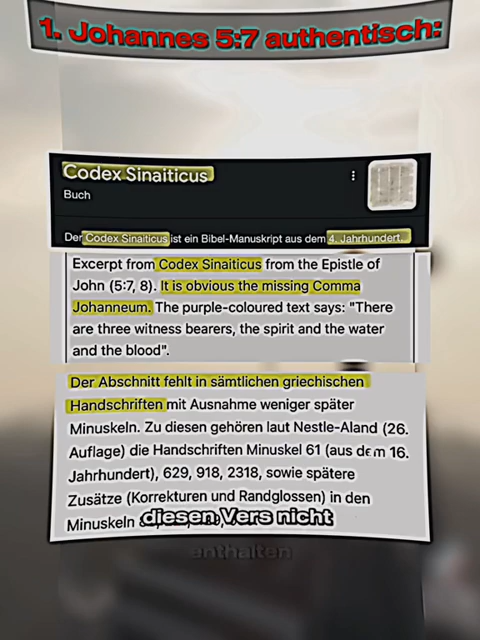 1. Johannes 5:7 authentisch:
Codex Sinaiticus
Buch
Der Codex Sinaiticus ist ein Bibel-Manuskript aus dem 4. Jahrhundert..
Excerpt from Codex Sinaiticus from the Epistle of
John (5:7, 8). It is obvious the missing Comma
Johanneum. The purple-coloured text says: "There
are three witness bearers, the spirit and the water
and the blood".
Der Abschnitt fehlt in sämtlichen griechischen
Handschriften mit Ausnahme weniger später
Minuskeln. Zu diesen gehören laut Nestle-Aland (26.
Auflage) die Handschriften Minuskel 61 (aus dem 16.
Jahrhundert), 629, 918, 2318, sowie spätere
Zusätze (Korrekturen und Randglossen) in den
Minuskeln
diesen Vers nicht
enthalten